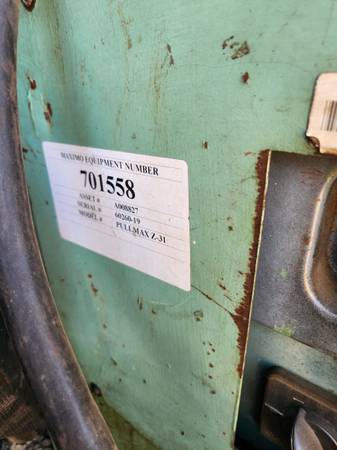 MAXIMO EQUIPMENT NUMBER
701558
ASSET # A008827
SERIAL # 60260-19
MODEL # PULLMAX Z-31